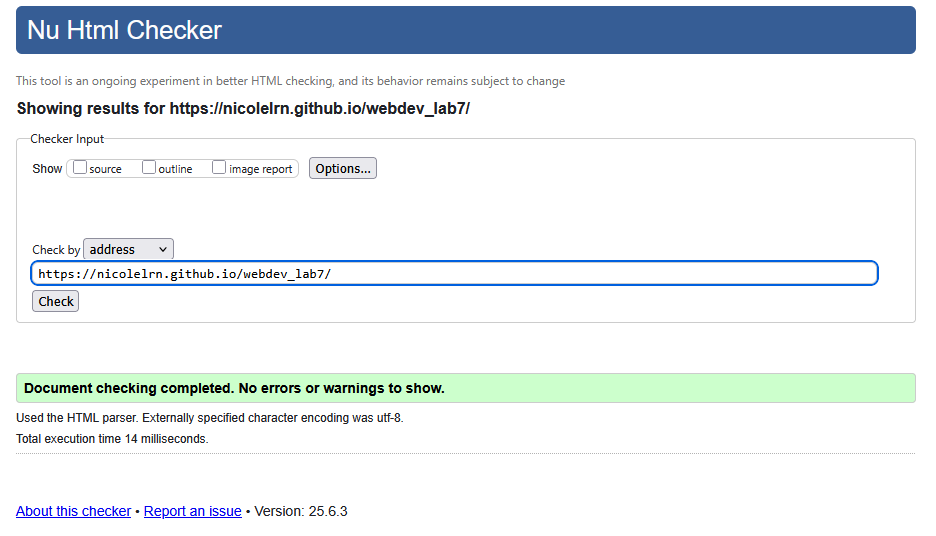 Nu Html Checker
This tool is an ongoing experiment in better HTML checking, and its behavior remains subject to change
Showing results for https://nicolelrn.github.io/webdev_lab7/
Checker Input
Show source outline image report Options...
Check by address
https://nicolelrn.github.io/webdev_lab7/
Check
Document checking completed. No errors or warnings to show.
Used the HTML parser. Externally specified character encoding was utf-8.
Total execution time 14 milliseconds.
About this checker • Report an issue • Version: 25.6.3